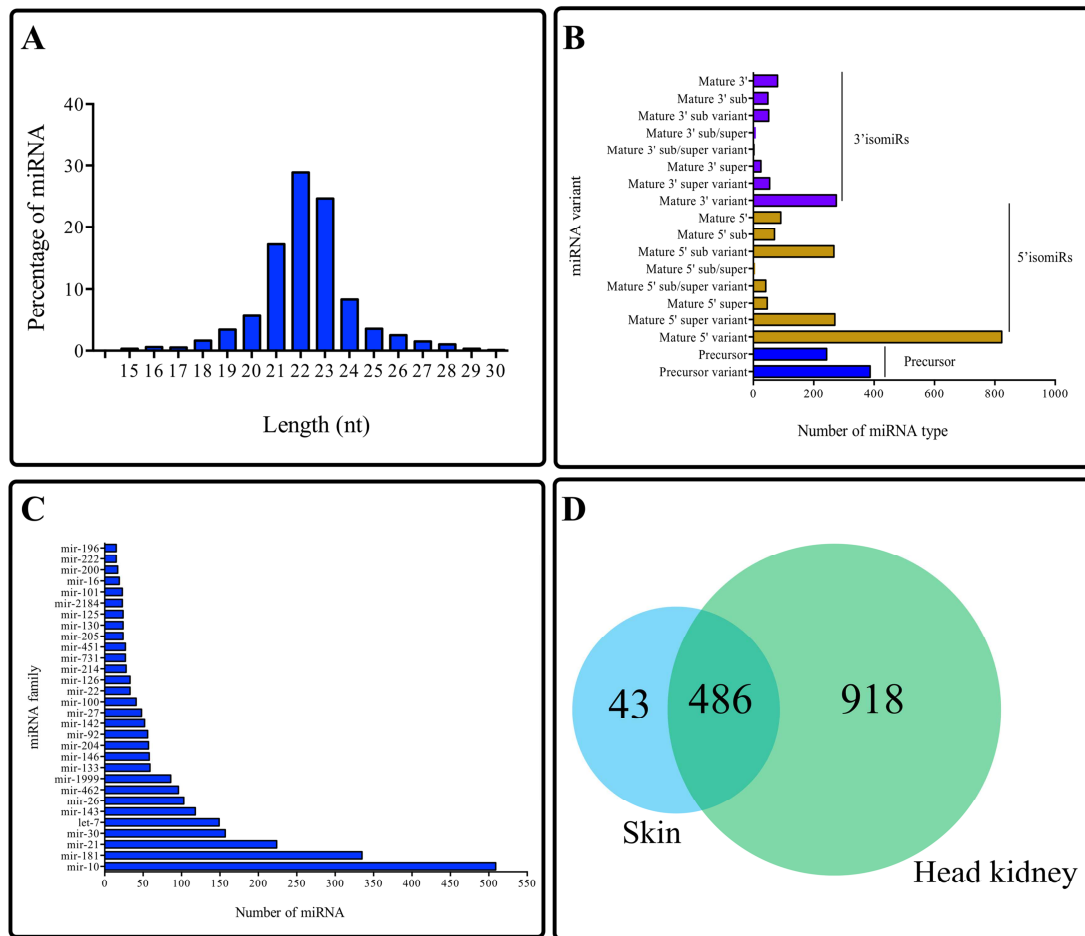 A
Percentage of miRNA
40
30
20
10
0
15 16 17 18 19 20 21 22 23 24 25 26 27 28 29 30
Length (nt)
B
miRNA variant
Mature 3'
Mature 3' sub
Mature 3' sub variant
Mature 3' sub/super
Mature 3' sub/super variant
Mature 3' super
Mature 3' super variant
Mature 3' variant
Mature 5'
Mature 5' sub
Mature 5' sub variant
Mature 5' sub/super
Mature 5' sub/super variant
Mature 5' super
Mature 5' super variant
Mature 5' variant
Precursor
Precursor variant
3'isomiRs
5'isomiRs
Precursor
0 200 400 600 800 1000
Number of miRNA type
C
miRNA family
mir-196
mir-222
mir-200
mir-16
mir-101
mir-2184
mir-125
mir-130
mir-205
mir-451
mir-731
mir-214
mir-126
mir-22
mir-100
mir-27
mir-142
mir-92
mir-204
mir-146
mir-133
mir-1999
mir-462
mir-26
mir-143
let-7
mir-30
mir-21
mir-181
mir-10
0 50 100 150 200 250 300 350 400 450 500 550
Number of miRNA
D
43 486 918
Skin
Head kidney